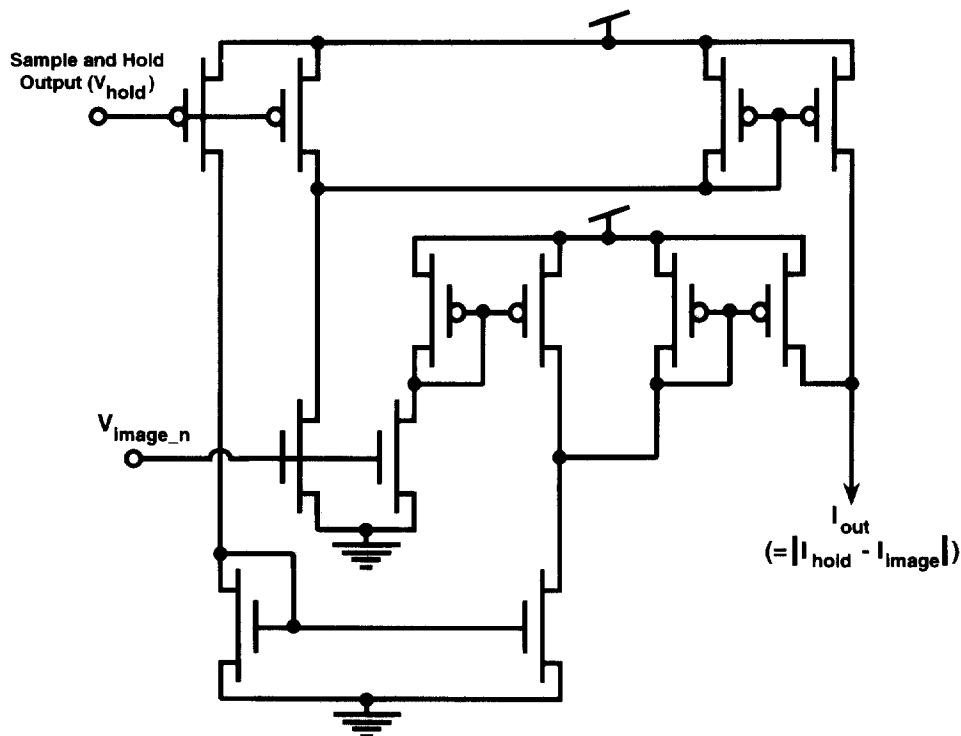 Sample and Hold
Output (Vhold)
Vimage_n
Iout
(= |Ihold - Iimage|)